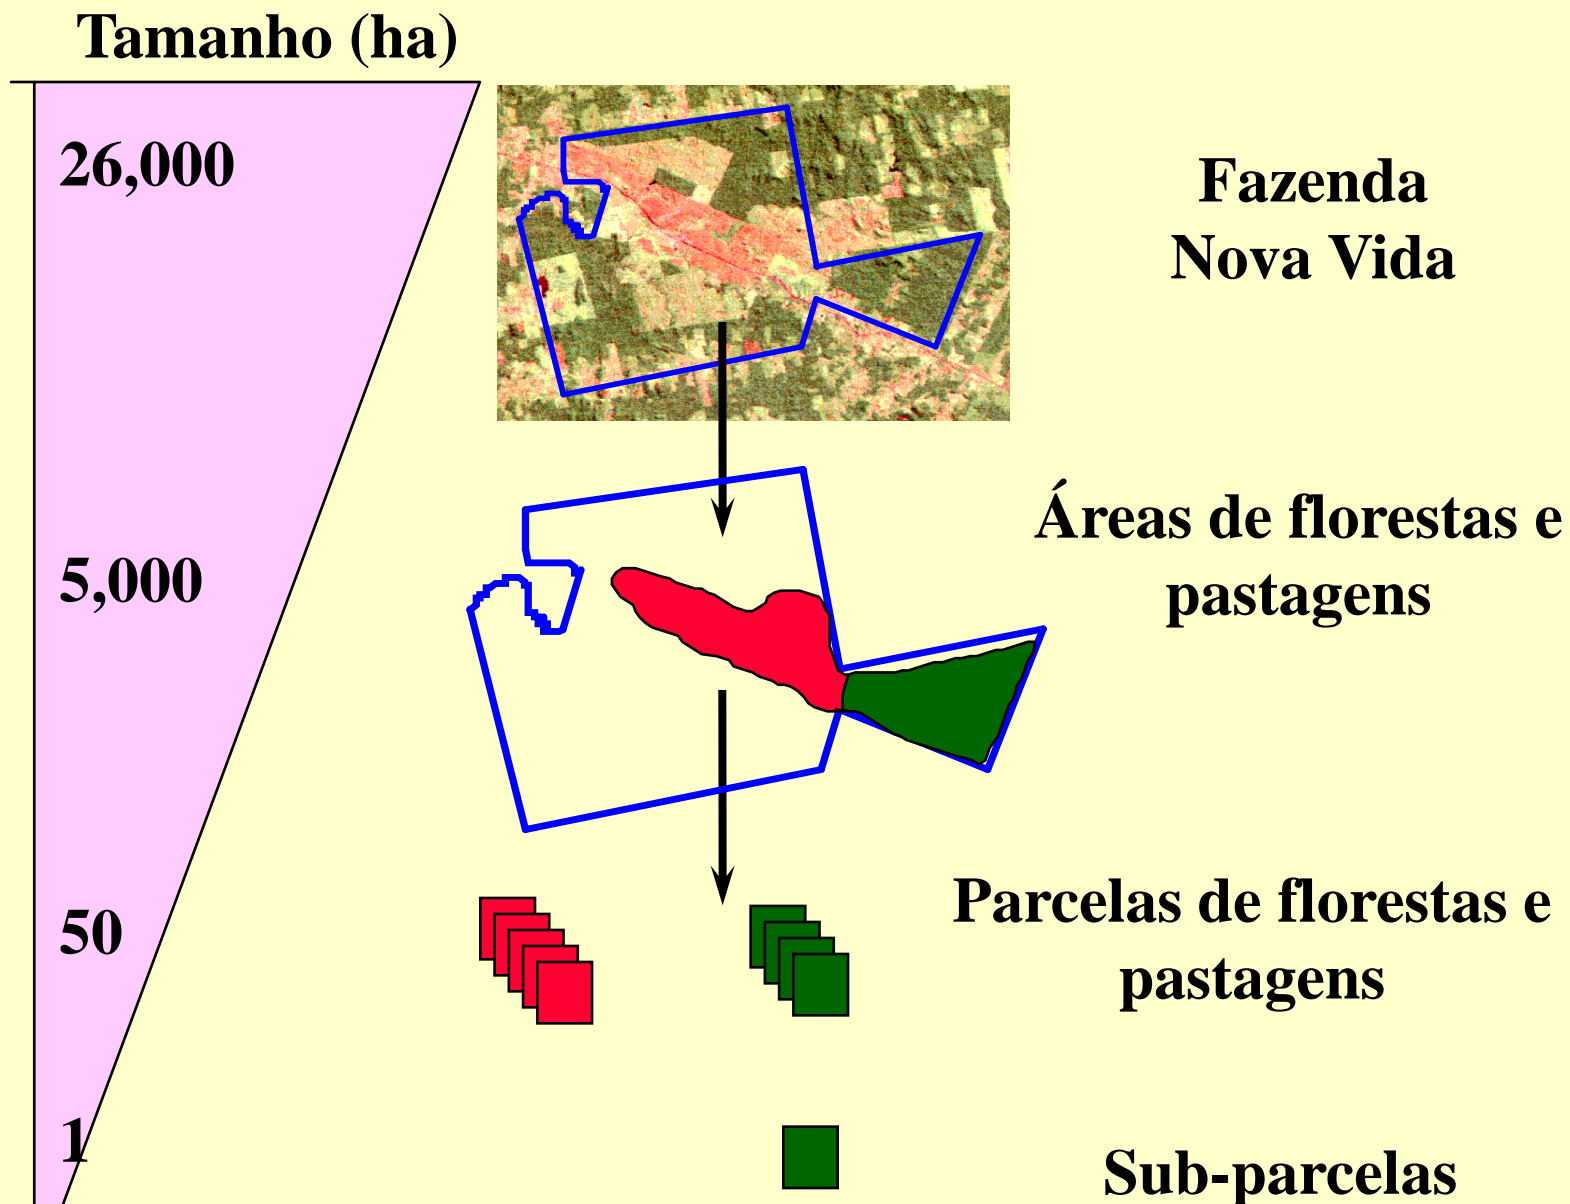 Tamanho (ha)
26,000
Fazenda
Nova Vida
5,000
Áreas de florestas e
pastagens
50
Parcelas de florestas e
pastagens
1
Sub-parcelas